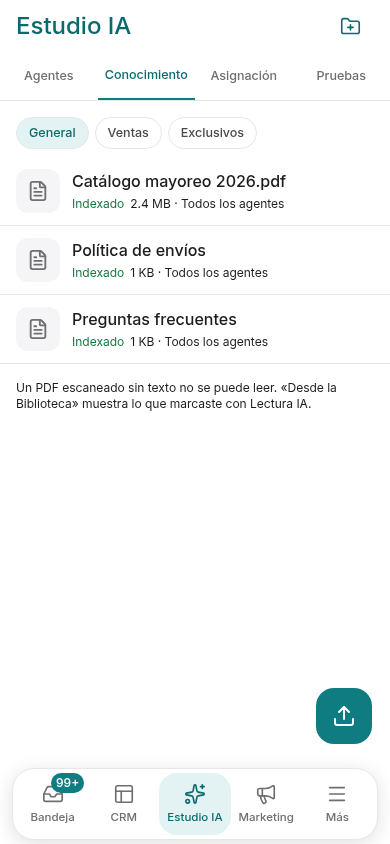 Estudio IA
Agentes
Conocimiento
Asignación
Pruebas
General
Ventas
Exclusivos
Catálogo mayoreo 2026.pdf
Indexado 2.4 MB · Todos los agentes
Política de envíos
Indexado 1 KB · Todos los agentes
Preguntas frecuentes
Indexado 1 KB · Todos los agentes
Un PDF escaneado sin texto no se puede leer. «Desde la
Biblioteca» muestra lo que marcaste con Lectura IA.
99+
Bandeja
CRM
Estudio IA
Marketing
Más